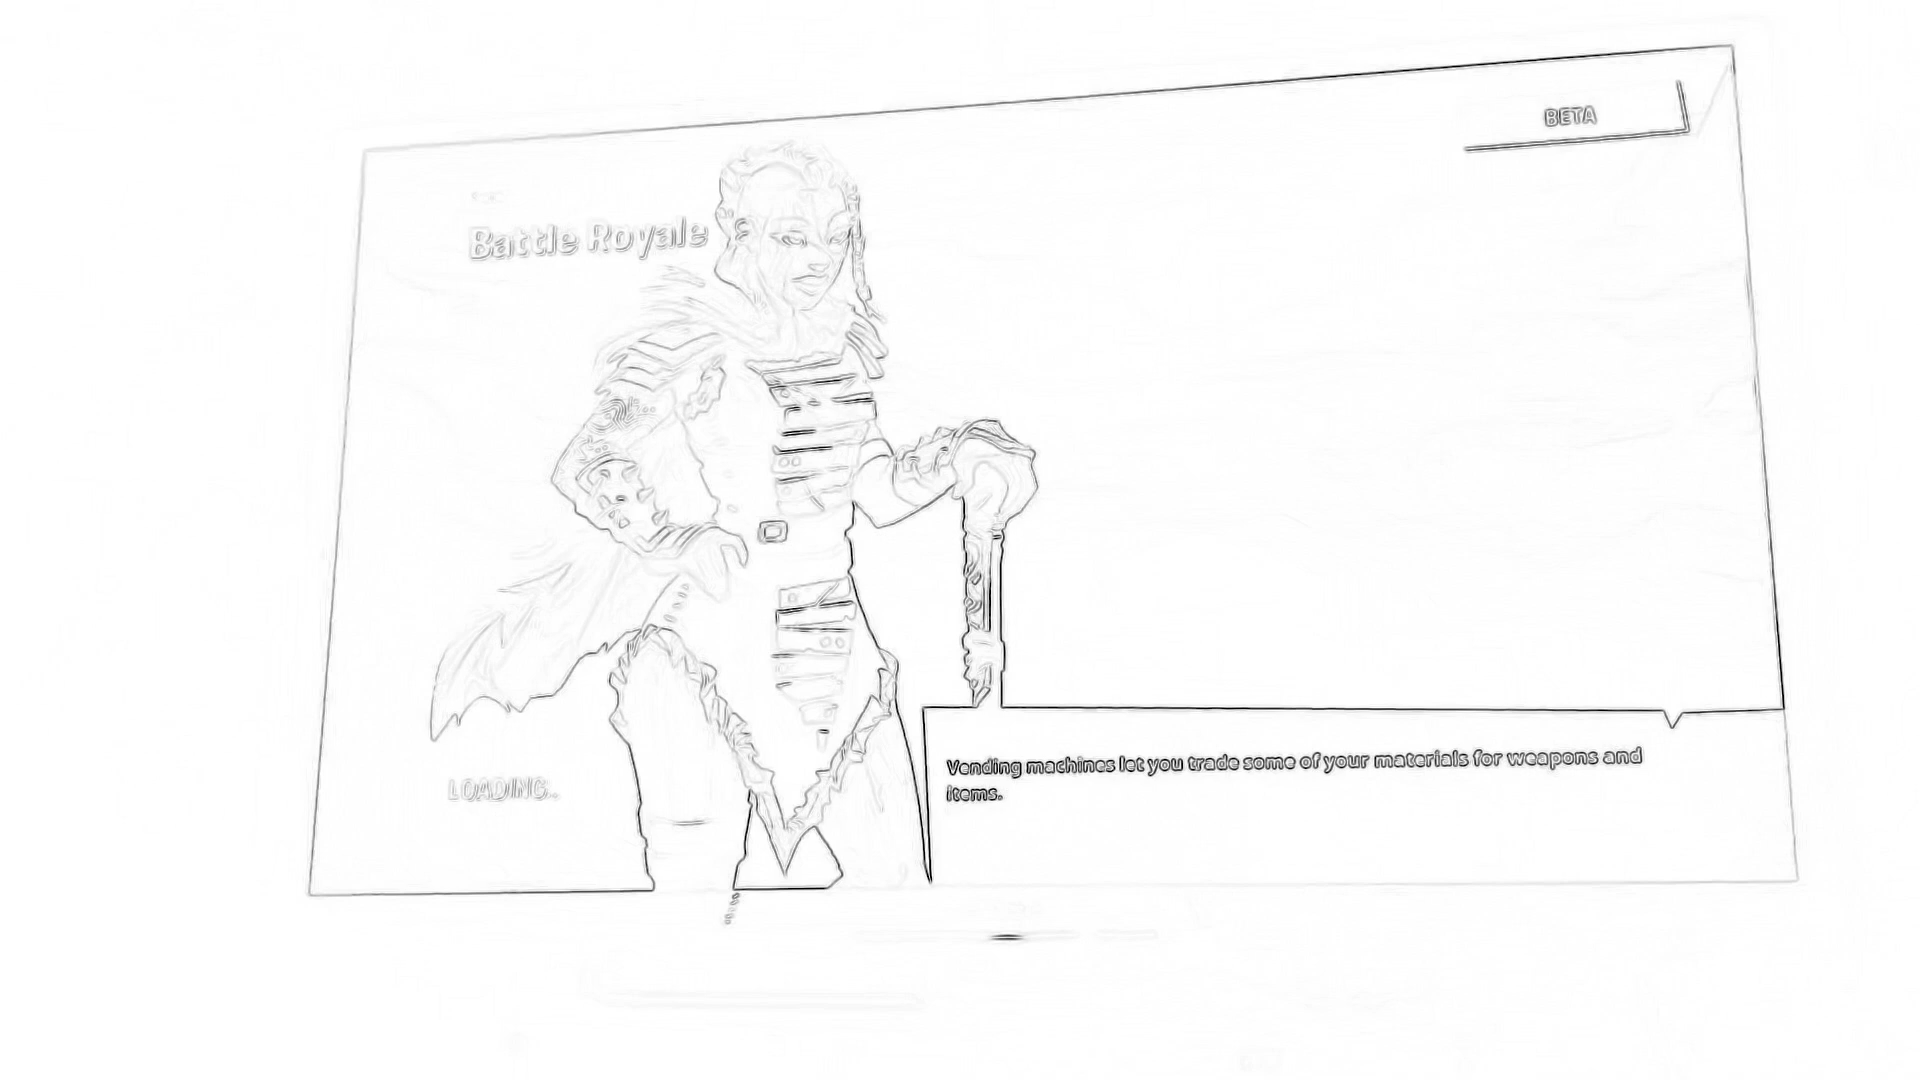 BETA
Battle Royale
LOADING..
Vending machines let you trade some of your materials for weapons and
items.